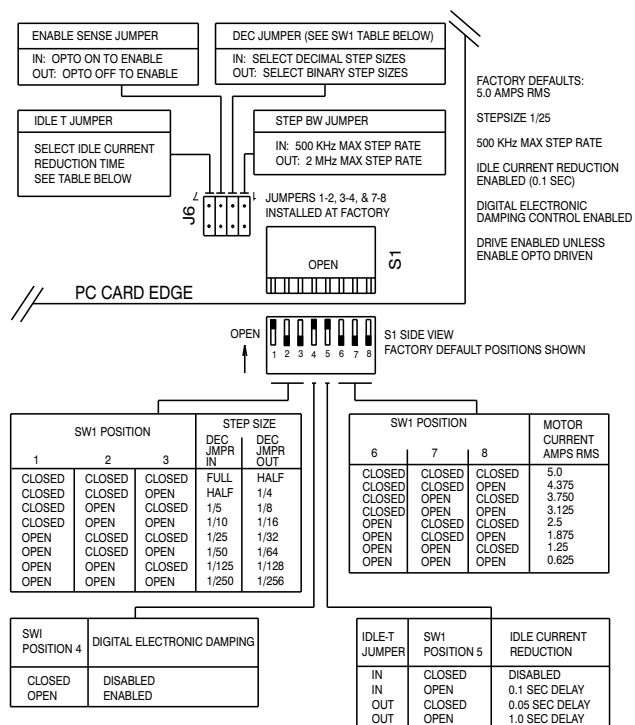 ENABLE SENSE JUMPER
IN: OPTO ON TO ENABLE
OUT: OPTO OFF TO ENABLE
DEC JUMPER (SEE SW1 TABLE BELOW)
IN: SELECT DECIMAL STEP SIZES
OUT: SELECT BINARY STEP SIZES
IDLE T JUMPER
SELECT IDLE CURRENT
REDUCTION TIME
SEE TABLE BELOW
STEP BW JUMPER
IN: 500 KHz MAX STEP RATE
OUT: 2 MHz MAX STEP RATE
FACTORY DEFAULTS:
5.0 AMPS RMS
STEPSIZE 1/25
500 KHz MAX STEP RATE
IDLE CURRENT REDUCTION
ENABLED (0.1 SEC)
DIGITAL ELECTRONIC
DAMPING CONTROL ENABLED
DRIVE ENABLED UNLESS
ENABLE OPTO DRIVEN
J6
7 1
JUMPERS 1-2, 3-4, & 7-8
INSTALLED AT FACTORY
OPEN
S1
PC CARD EDGE
OPEN
1 2 3 4 5 6 7 8
S1 SIDE VIEW
FACTORY DEFAULT POSITIONS SHOWN
SW1 POSITION STEP SIZE
1 2 3 DEC JMPR IN DEC JMPR OUT
CLOSED CLOSED CLOSED FULL HALF
CLOSED CLOSED OPEN HALF 1/4
CLOSED OPEN CLOSED 1/5 1/8
CLOSED OPEN OPEN 1/10 1/16
OPEN CLOSED CLOSED 1/25 1/32
OPEN CLOSED OPEN 1/50 1/64
OPEN OPEN CLOSED 1/125 1/128
OPEN OPEN OPEN 1/250 1/256
SW1 POSITION MOTOR CURRENT AMPS RMS
6 7 8
CLOSED CLOSED CLOSED 5.0
CLOSED CLOSED OPEN 4.375
CLOSED OPEN CLOSED 3.750
CLOSED OPEN OPEN 3.125
OPEN CLOSED CLOSED 2.5
OPEN CLOSED OPEN 1.875
OPEN OPEN CLOSED 1.25
OPEN OPEN OPEN 0.625
SWI POSITION 4 DIGITAL ELECTRONIC DAMPING
CLOSED DISABLED
OPEN ENABLED
IDLE-T JUMPER SW1 POSITION 5 IDLE CURRENT REDUCTION
IN CLOSED DISABLED
IN OPEN 0.1 SEC DELAY
OUT CLOSED 0.05 SEC DELAY
OUT OPEN 1.0 SEC DELAY